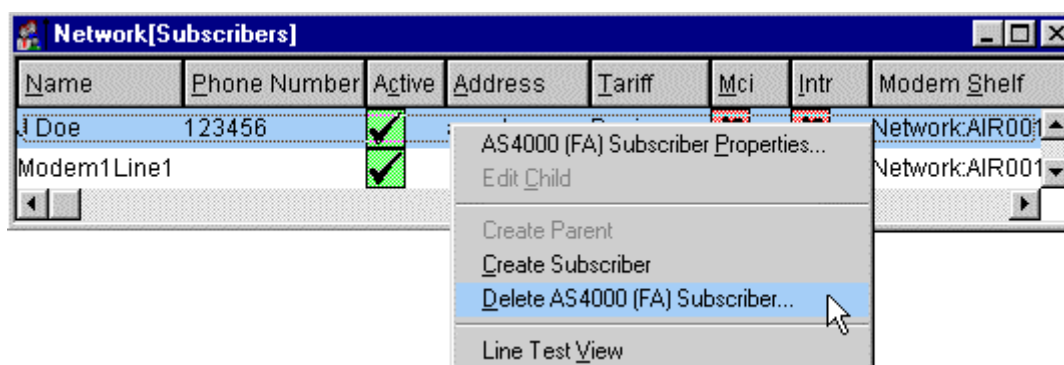 Network[Subscribers]
Name Phone Number Active Address Tariff Mci Intr Modem Shelf
J Doe 123456 Network:AIR001
Modem1Line1 Network:AIR001
AS4000 (FA) Subscriber Properties...
Edit Child
Create Parent
Create Subscriber
Delete AS4000 (FA) Subscriber...
Line Test View